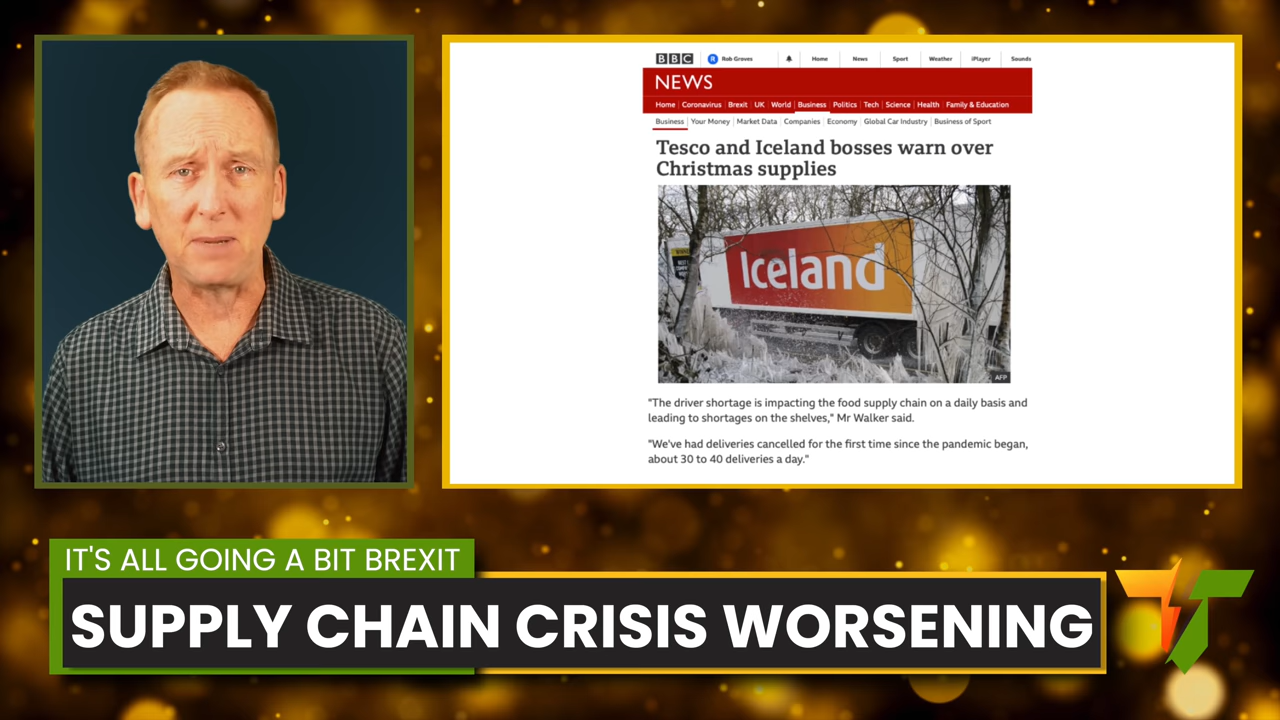 BBC R Rob Groves Home News Sport Weather iPlayer Sounds
NEWS
Home Coronavirus Brexit UK World Business Politics Tech Science Health Family & Education
Business Your Money Market Data Companies Economy Global Car Industry Business of Sport
Tesco and Iceland bosses warn over
Christmas supplies
Iceland
AFP
"The driver shortage is impacting the food supply chain on a daily basis and
leading to shortages on the shelves," Mr Walker said.
"We've had deliveries cancelled for the first time since the pandemic began,
about 30 to 40 deliveries a day."
IT'S ALL GOING A BIT BREXIT
SUPPLY CHAIN CRISIS WORSENING